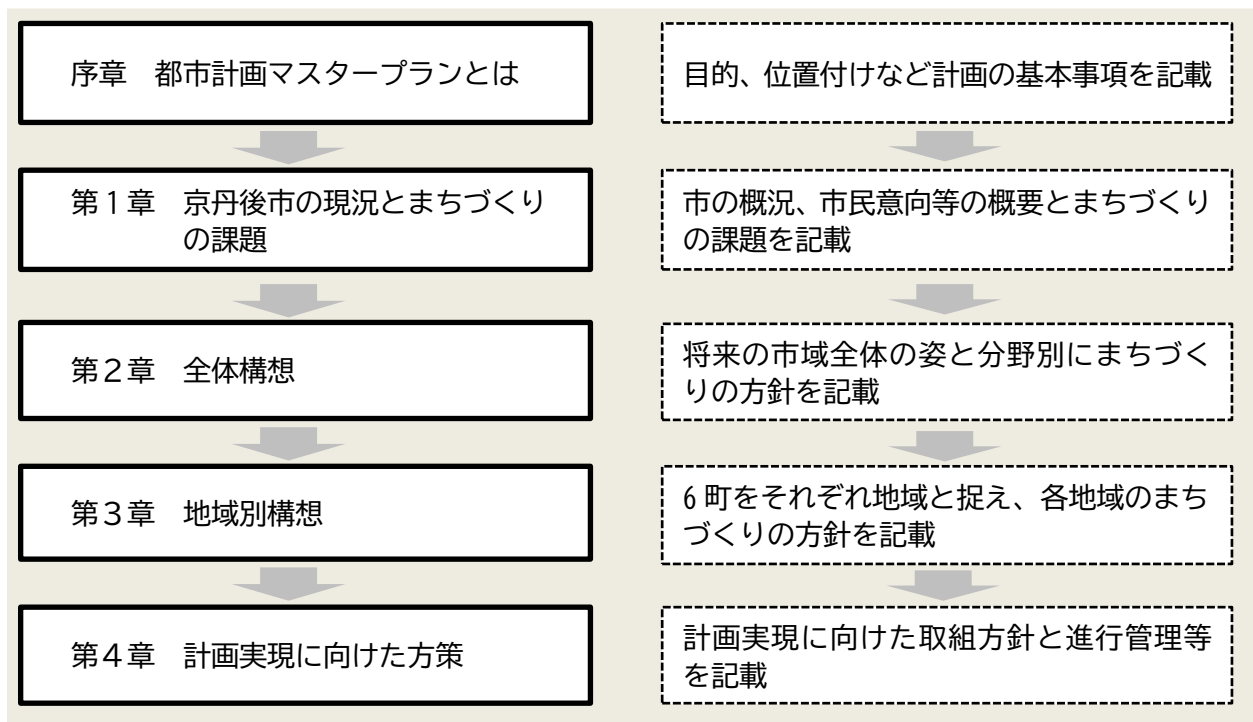 序章　都市計画マスタープランとは
目的、位置付けなど計画の基本事項を記載
第１章　京丹後市の現況とまちづくり
の課題
市の概況、市民意向等の概要とまちづくり
の課題を記載
第２章　全体構想
将来の市域全体の姿と分野別にまちづく
りの方針を記載
第３章　地域別構想
6町をそれぞれ地域と捉え、各地域のまち
づくりの方針を記載
第４章　計画実現に向けた方策
計画実現に向けた取組方針と進行管理等
を記載